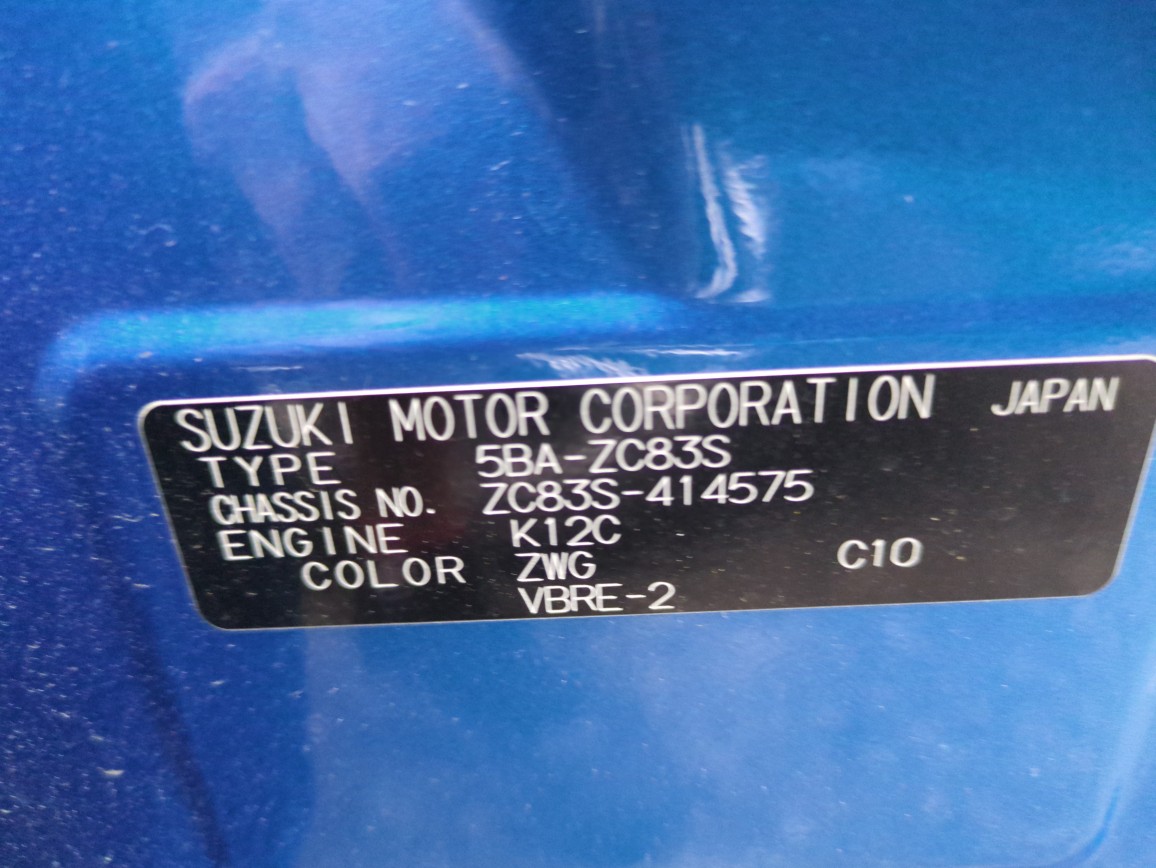 SUZUKI MOTOR CORPORATION JAPAN
TYPE 5BA-ZC83S
CHASSIS NO. ZC83S-414575
ENGINE K12C
COLOR ZWG C10
VBRE-2